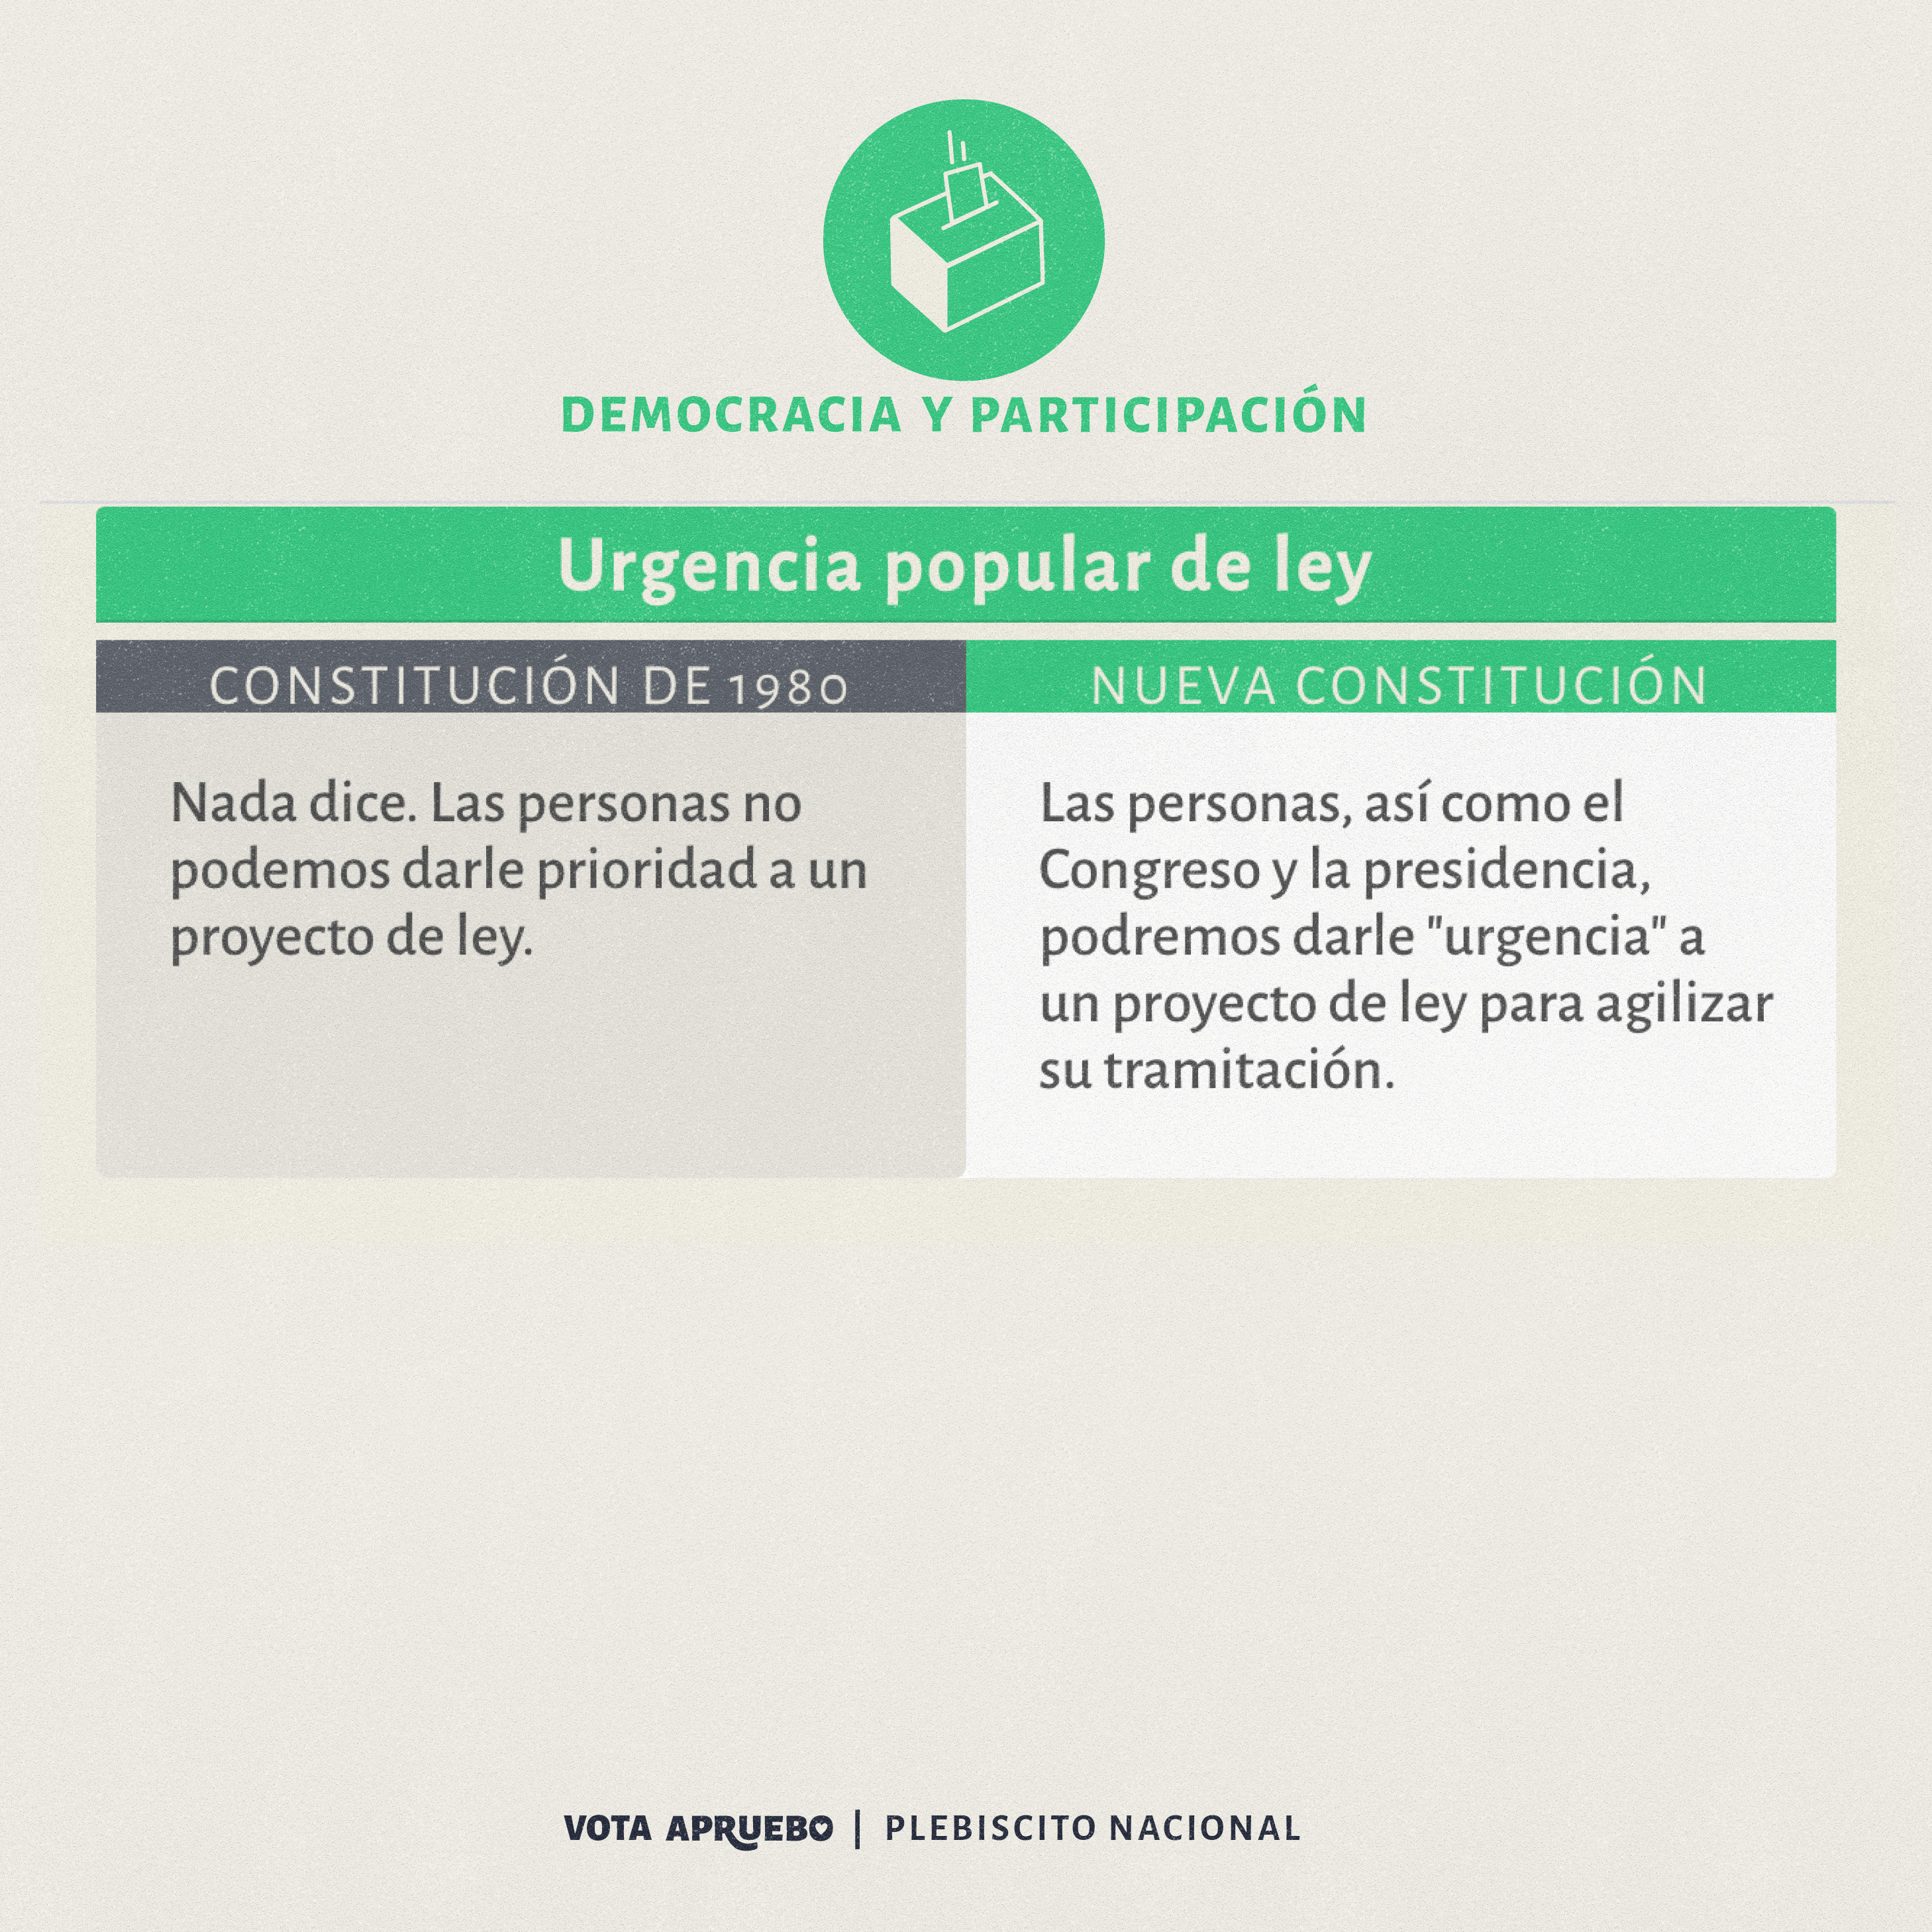 DEMOCRACIA Y PARTICIPACIÓN
Urgencia popular de ley
CONSTITUCIÓN DE 1980
Nada dice. Las personas no
podemos darle prioridad a un
proyecto de ley.
NUEVA CONSTITUCIÓN
Las personas, así como el
Congreso y la presidencia,
podremos darle "urgencia" a
un proyecto de ley para agilizar
su tramitación.
VOTA APRUEBO | PLEBISCITO NACIONAL